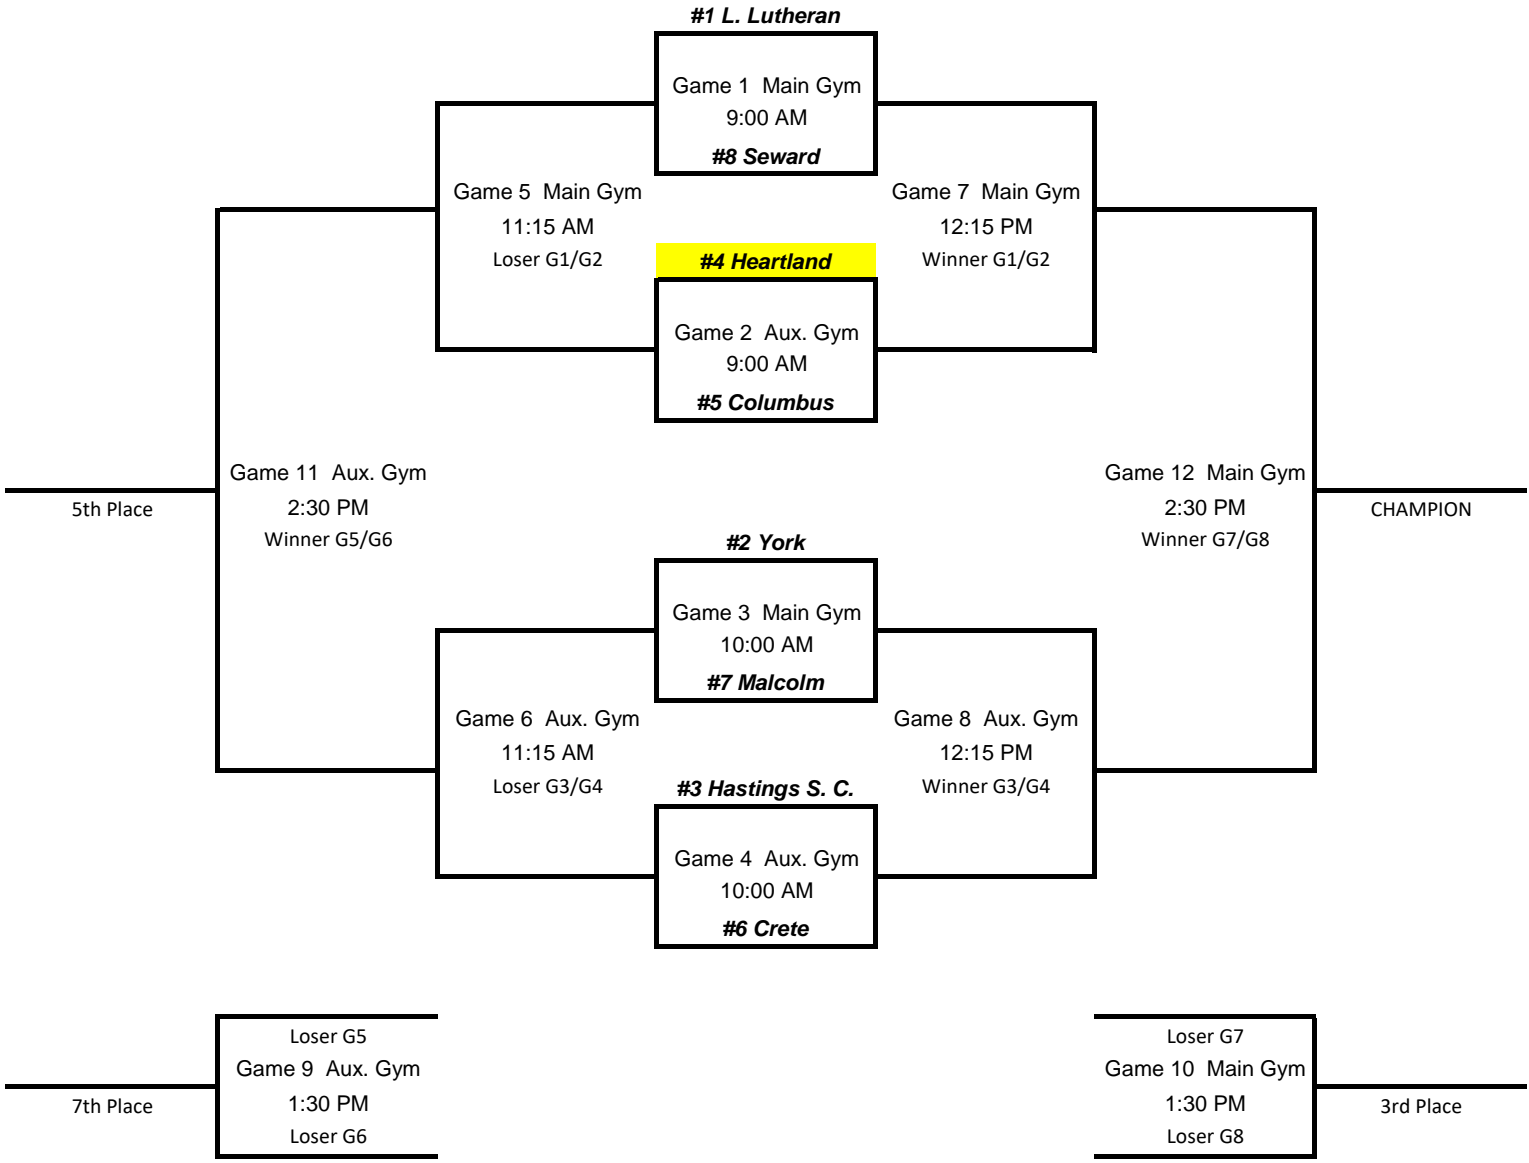 #1 L. Lutheran
Game 1  Main Gym
9:00 AM
#8 Seward
Game 5  Main Gym
11:15 AM
Loser G1/G2
Game 7  Main Gym
12:15 PM
Winner G1/G2
#4 Heartland
Game 2  Aux. Gym
9:00 AM
#5 Columbus
Game 11  Aux. Gym
2:30 PM
Winner G5/G6
5th Place
Game 12  Main Gym
2:30 PM
Winner G7/G8
CHAMPION
#2 York
Game 3  Main Gym
10:00 AM
#7 Malcolm
Game 6  Aux. Gym
11:15 AM
Loser G3/G4
Game 8  Aux. Gym
12:15 PM
Winner G3/G4
#3 Hastings S. C.
Game 4  Aux. Gym
10:00 AM
#6 Crete
Loser G5
Game 9  Aux. Gym
1:30 PM
Loser G6
7th Place
Loser G7
Game 10  Main Gym
1:30 PM
Loser G8
3rd Place